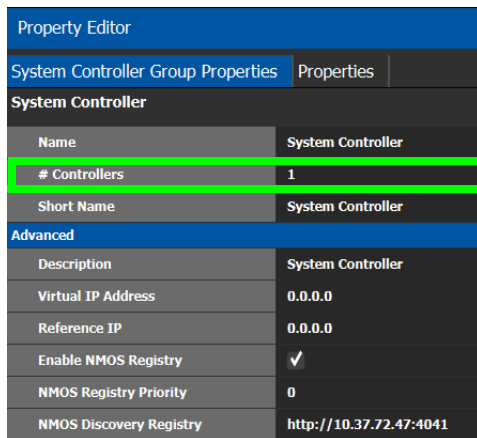 Property Editor
System Controller Group Properties Properties
System Controller
Name System Controller
# Controllers 1
Short Name System Controller
Advanced
Description System Controller
Virtual IP Address 0.0.0.0
Reference IP 0.0.0.0
Enable NMOS Registry ✓
NMOS Registry Priority 0
NMOS Discovery Registry http://10.37.72.47:4041